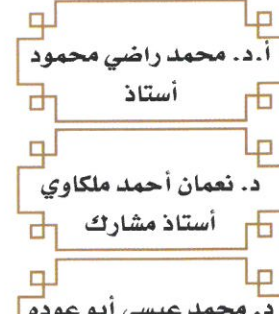 أ.د. محمد راضي محمود
أستاذ
د. نعمان أحمد ملكاوي
أستاذ مشارك
د. محمد عيسى أبو عوده